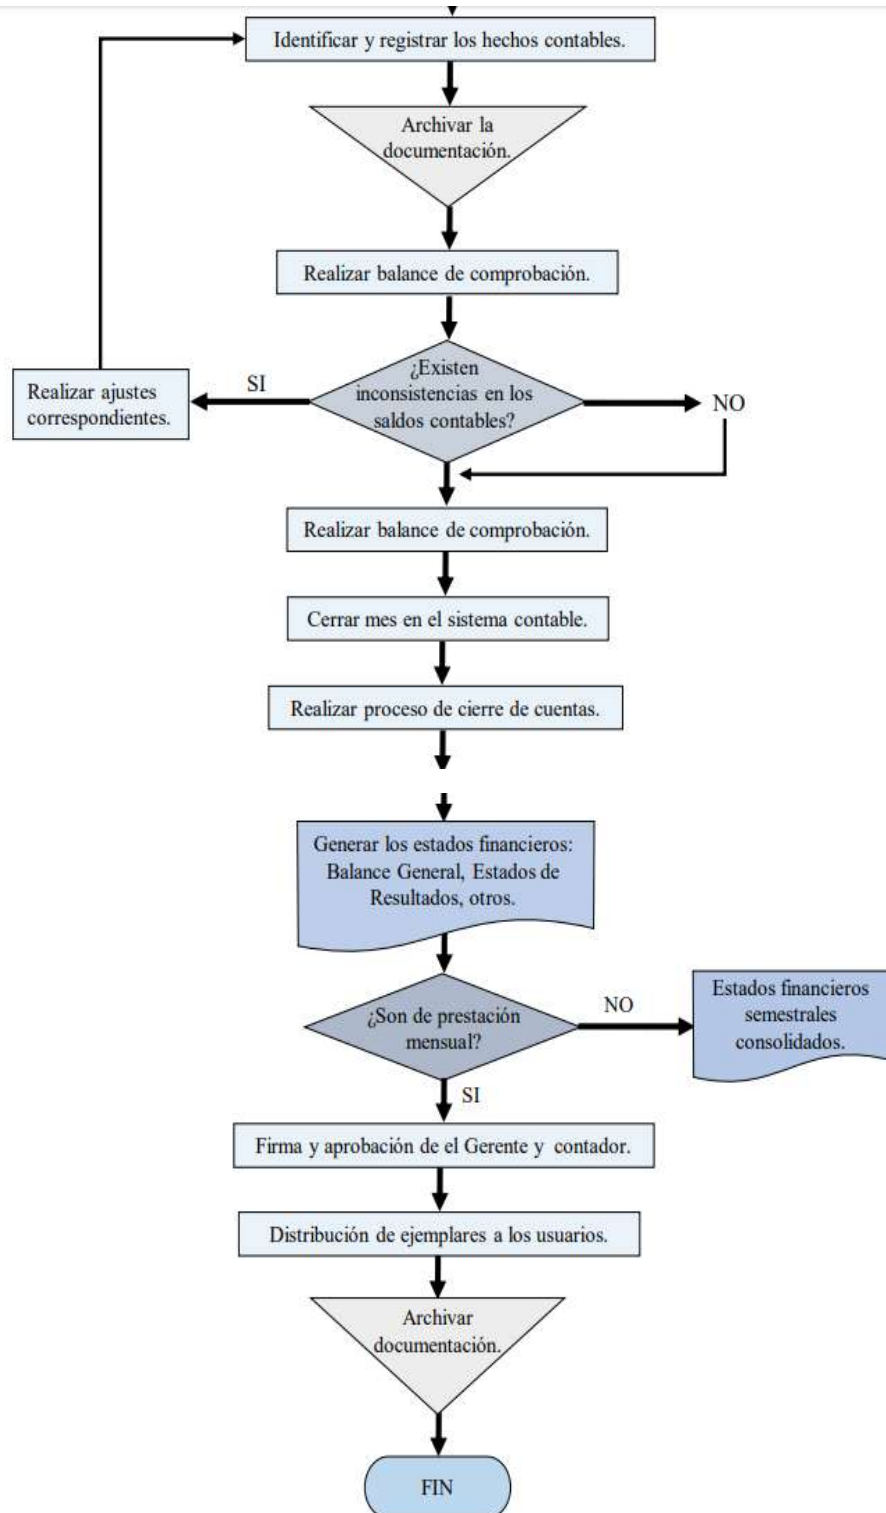 Identificar y registrar los hechos contables.
Archivar la
documentación.
Realizar balance de comprobación.
¿Existen
inconsistencias en los
saldos contables?
SI
NO
Realizar ajustes
correspondientes.
Realizar balance de comprobación.
Cerrar mes en el sistema contable.
Realizar proceso de cierre de cuentas.
Generar los estados financieros:
Balance General, Estados de
Resultados, otros.
¿Son de prestación
mensual?
NO
Estados financieros
semestrales
consolidados.
SI
Firma y aprobación de el Gerente y contador.
Distribución de ejemplares a los usuarios.
Archivar
documentación.
FIN